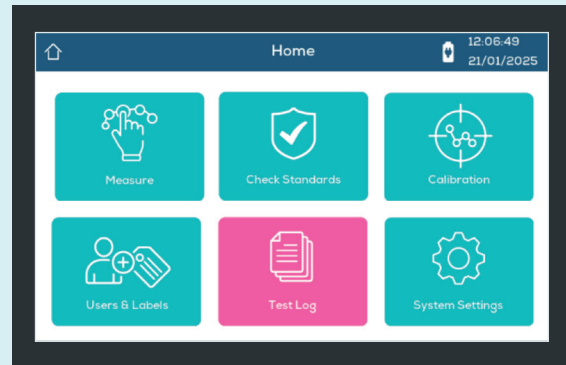 Home
12:06:49
21/01/2025
Measure
Check Standards
Calibration
Users & Labels
Test Log
System Settings